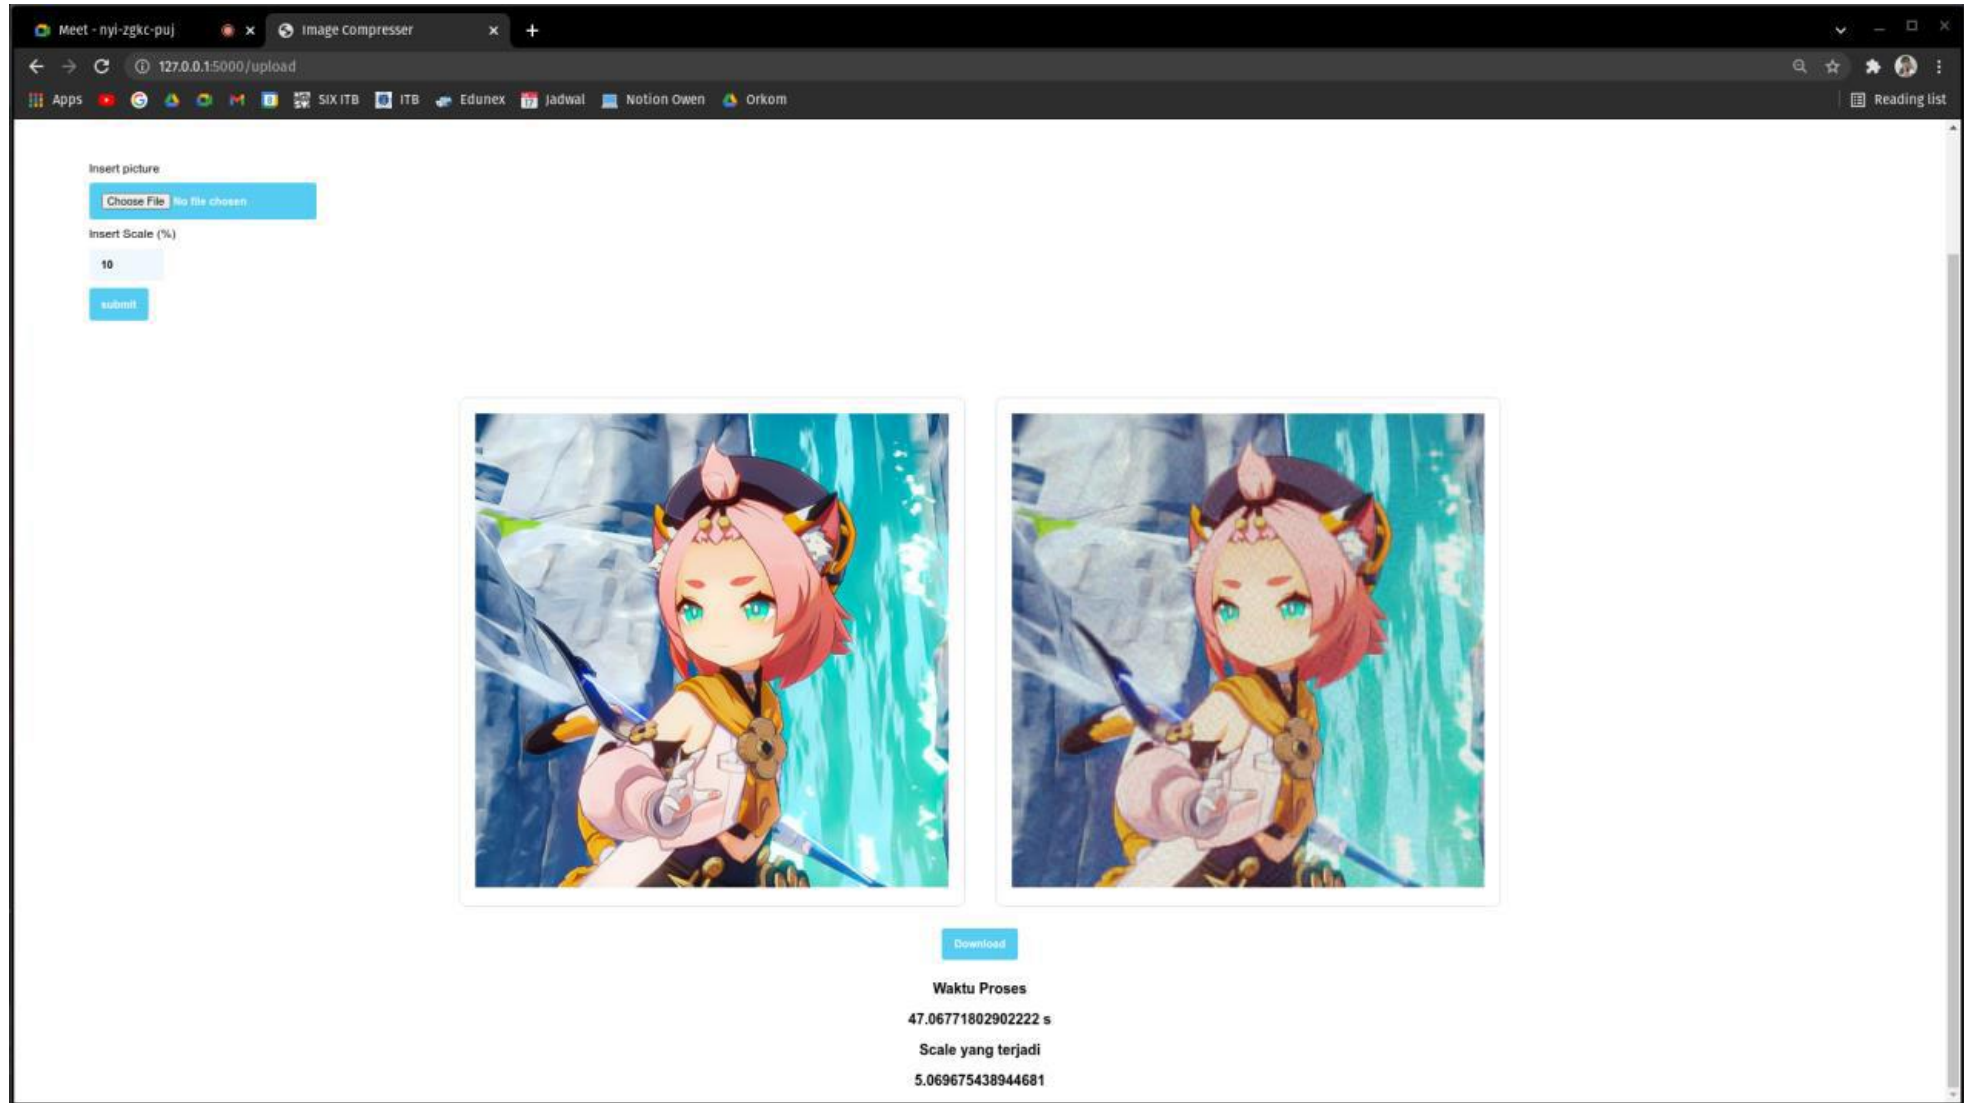 Meet - nyi-zgkc-puj
Image Compresser
127.0.0.1:5000/upload
Apps
SIX ITB
ITB
Edunex
17
Jadwal
Notion Owen
Orkom
Reading list
Insert picture
Choose File No file chosen
Insert Scale (%)
10
submit
Download
Waktu Proses
47.06771802902222 s
Scale yang terjadi
5.069675438944681